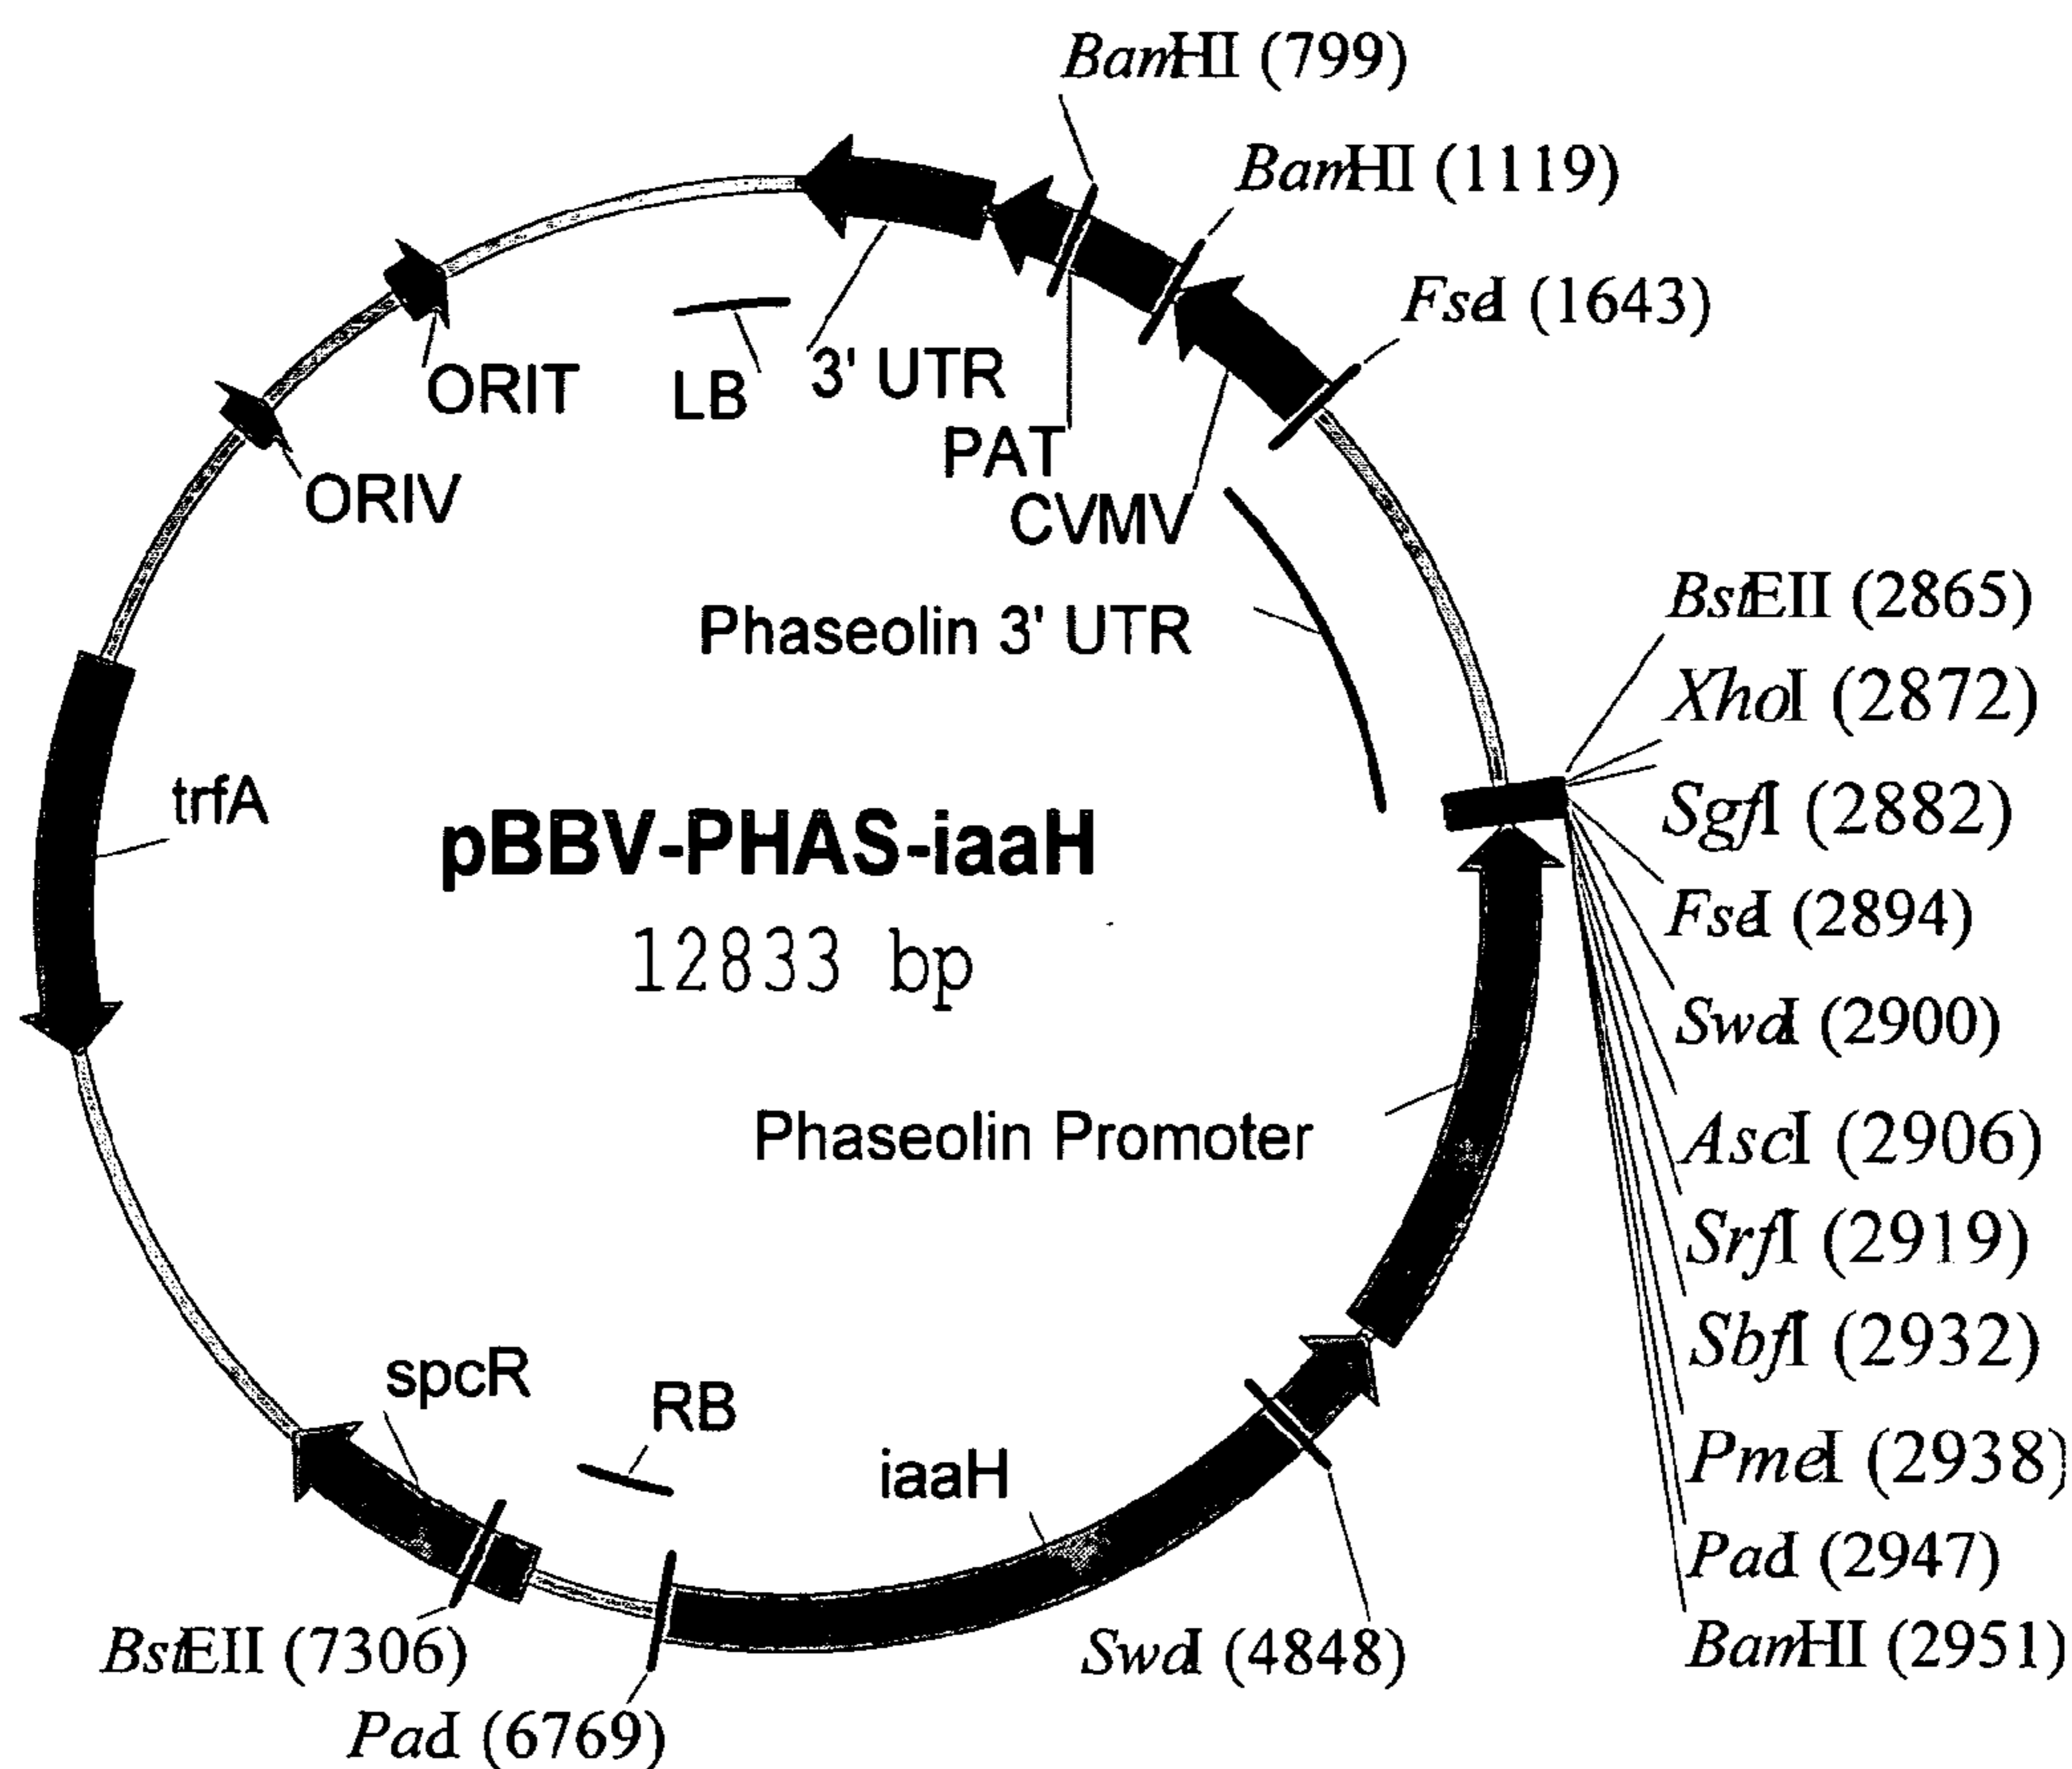 BamHI (799)
BamHI (1119)
FseI (1643)
ORIT
LB
3' UTR
PAT
ORIV
CVMV
BstEII (2865)
Phaseolin 3' UTR
XhoI (2872)
trfA
SgfI (2882)
pBBV-PHAS-iaaH
FseI (2894)
12833 bp
SwaI (2900)
Phaseolin Promoter
AscI (2906)
SrfI (2919)
SbfI (2932)
spcR
RB
iaaH
PmeI (2938)
PacI (2947)
BstEII (7306)
SwaI (4848)
BamHI (2951)
PacI (6769)